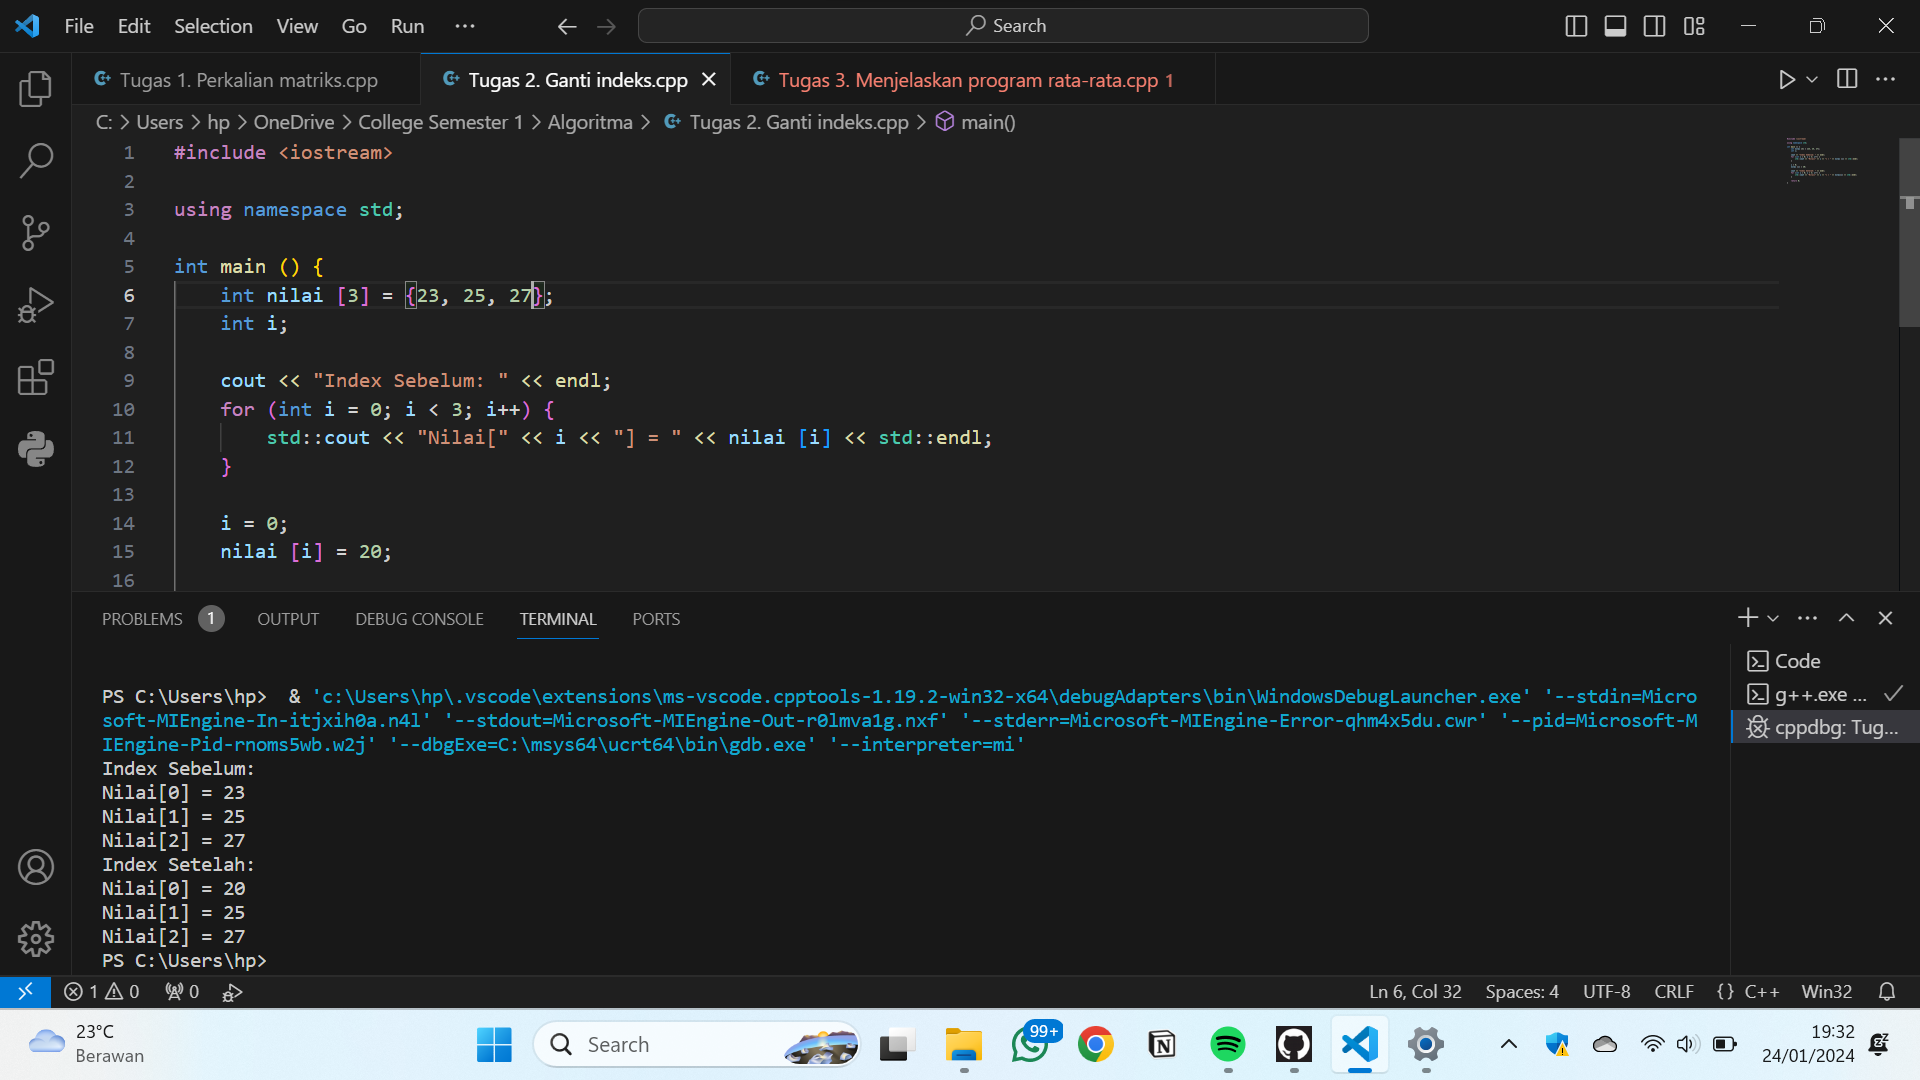 File Edit Selection View Go Run ··· Search
Tugas 1. Perkalian matriks.cpp Tugas 2. Ganti indeks.cpp Tugas 3. Menjelaskan program rata-rata.cpp 1
C: > Users > hp > OneDrive > College Semester 1 > Algoritma > Tugas 2. Ganti indeks.cpp > main()
1 #include <iostream>
2
3 using namespace std;
4
5 int main () {
6     int nilai [3] = {23, 25, 27};
7     int i;
8
9     cout << "Index Sebelum: " << endl;
10     for (int i = 0; i < 3; i++) {
11         std::cout << "Nilai[" << i << "] = " << nilai [i] << std::endl;
12     }
13
14     i = 0;
15     nilai [i] = 20;
16
PROBLEMS 1 OUTPUT DEBUG CONSOLE TERMINAL PORTS
PS C:\Users\hp>  & 'c:\Users\hp\.vscode\extensions\ms-vscode.cpptools-1.19.2-win32-x64\debugAdapters\bin\WindowsDebugLauncher.exe' '--stdin=Micro
soft-MIEngine-In-itjxih0a.n4l' '--stdout=Microsoft-MIEngine-Out-r0lmva1g.nxf' '--stderr=Microsoft-MIEngine-Error-qhm4x5du.cwr' '--pid=Microsoft-M
IEngine-Pid-rnoms5wb.w2j' '--dbgExe=C:\msys64\ucrt64\bin\gdb.exe' '--interpreter=mi'
Index Sebelum:
Nilai[0] = 23
Nilai[1] = 25
Nilai[2] = 27
Index Setelah:
Nilai[0] = 20
Nilai[1] = 25
Nilai[2] = 27
PS C:\Users\hp>
Code
g++.exe ...
cppdbg: Tug...
1 0 0 Ln 6, Col 32 Spaces: 4 UTF-8 CRLF {} C++ Win32
23°C
Berawan
Search
99+
19:32
24/01/2024